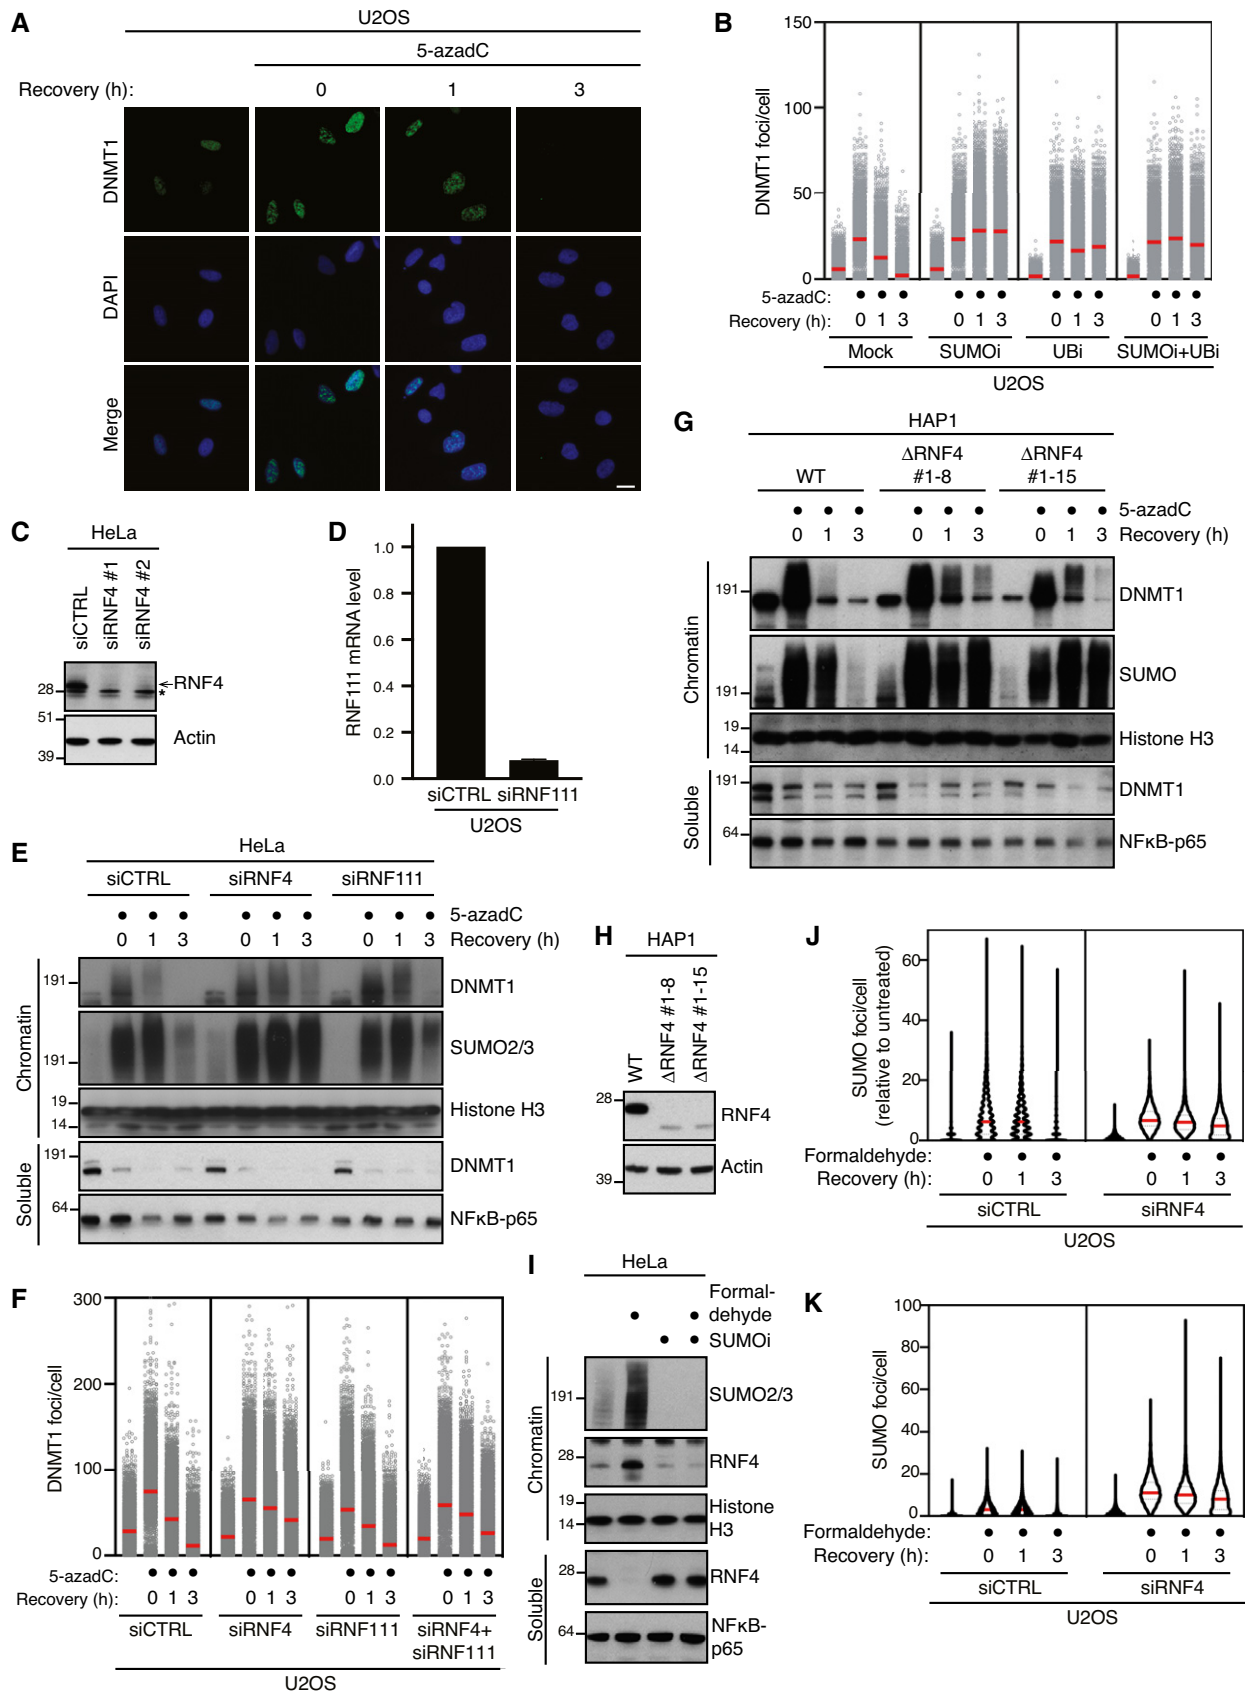 A
U2OS
5-azadC
Recovery (h):
0 1 3
DNMT1
DAPI
Merge
B
DNMT1 foci/cell
150
100
50
0
5-azadC: ● ● ● ● ● ● ● ● ● ● ● ●
Recovery (h): 0 1 3 0 1 3 0 1 3 0 1 3
Mock SUMOi UBi SUMOi+UBi
U2OS
C
HeLa
siCTRL
siRNF4 #1
siRNF4 #2
28
RNF4
*
51
39
Actin
D
RNF111 mRNA level
1.0
0.8
0.6
0.4
0.2
0.0
siCTRL siRNF111
U2OS
E
HeLa
siCTRL siRNF4 siRNF111
● ● ● ● ● ● ● ● ● 5-azadC
0 1 3 0 1 3 0 1 3 Recovery (h)
Chromatin
191 DNMT1
191 SUMO2/3
19
14
Histone H3
Soluble
191 DNMT1
64 NFκB-p65
F
DNMT1 foci/cell
300
200
100
0
5-azadC: ● ● ● ● ● ● ● ● ● ● ● ●
Recovery (h): 0 1 3 0 1 3 0 1 3 0 1 3
siCTRL siRNF4 siRNF111 siRNF4+
siRNF111
U2OS
G
HAP1
WT
ΔRNF4
#1-8
ΔRNF4
#1-15
● ● ● ● ● ● ● ● ● 5-azadC
0 1 3 0 1 3 0 1 3 Recovery (h)
Chromatin
191 DNMT1
191 SUMO
19
14
Histone H3
Soluble
191 DNMT1
64 NFκB-p65
H
HAP1
WT
ΔRNF4 #1-8
ΔRNF4 #1-15
28
RNF4
39
Actin
I
HeLa
Formal-
dehyde
● ●
SUMOi
● ●
Chromatin
191 SUMO2/3
28 RNF4
19
14
Histone
H3
Soluble
28 RNF4
64 NFκB-
p65
J
SUMO foci/cell
(relative to untreated)
60
40
20
0
Formaldehyde: ● ● ● ● ● ●
Recovery (h): 0 1 3 0 1 3
siCTRL siRNF4
U2OS
K
SUMO foci/cell
100
80
60
40
20
0
Formaldehyde: ● ● ● ● ● ●
Recovery (h): 0 1 3 0 1 3
siCTRL siRNF4
U2OS